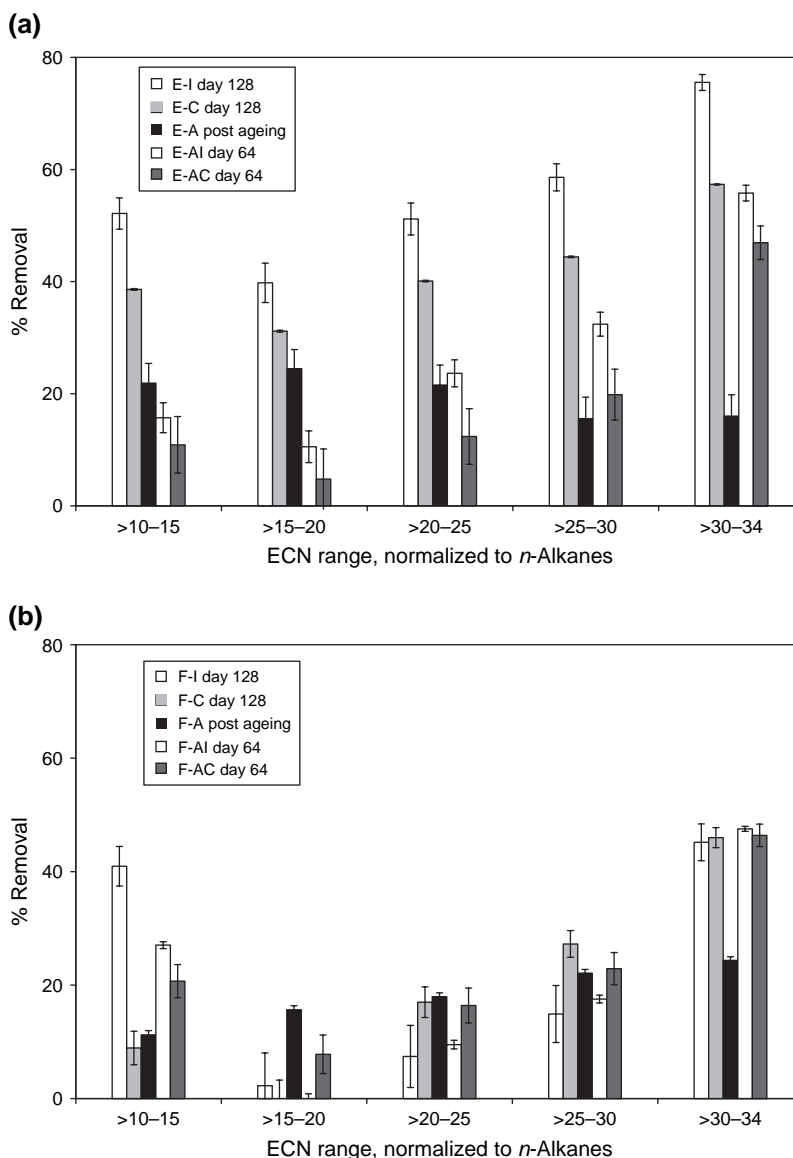 (a)
80
60
40
20
0
% Removal
E-I day 128
E-C day 128
E-A post ageing
E-AI day 64
E-AC day 64
>10–15 >15–20 >20–25 >25–30 >30–34
ECN range, normalized to n-Alkanes
(b)
80
60
40
20
0
% Removal
F-I day 128
F-C day 128
F-A post ageing
F-AI day 64
F-AC day 64
>10–15 >15–20 >20–25 >25–30 >30–34
ECN range, normalized to n-Alkanes